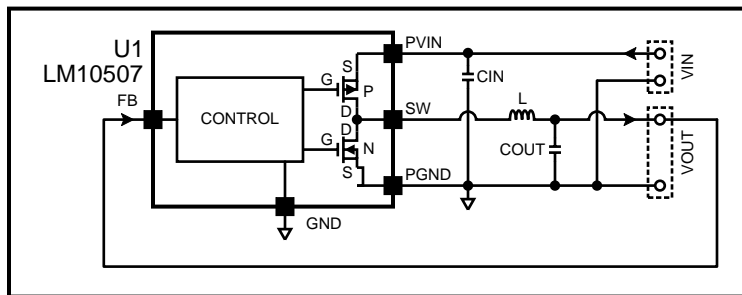 U1
LM10507
FB
CONTROL
G
S
P
D
D
G
N
S
PVIN
SW
PGND
GND
CIN
L
COUT
VIN
VOUT